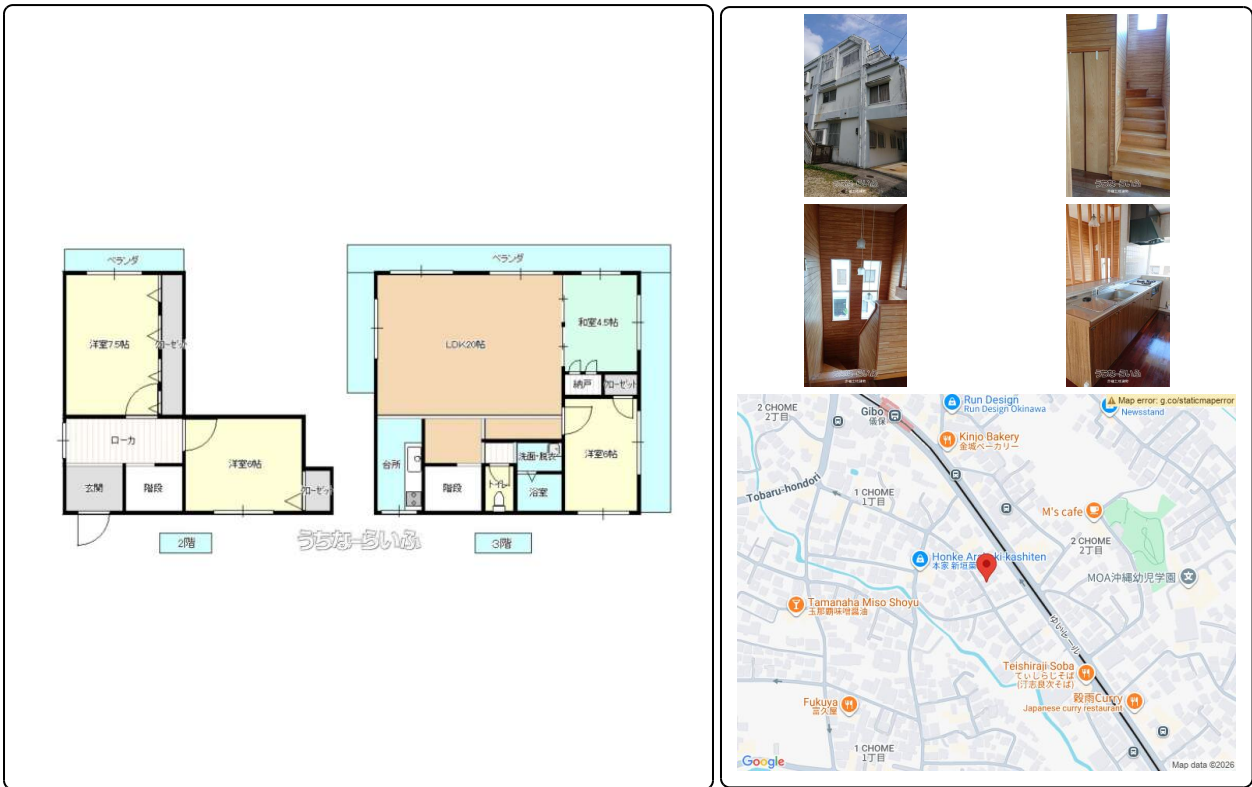 ベランダ
洋室7.5帖
クローゼット
ローカ
洋室6帖
玄関
階段
クローゼット
2階
ベランダ
LDK20帖
和室4.5帖
納戸
クローゼット
台所
洗面・脱衣
洋室6帖
階段
トイレ
浴室
3階
うちなーらいふ
うちなーらいふ
うちなーらいふ
うちなーらいふ
うちなーらいふ
Map error: g.co/staticmaperror
2 CHOME
2丁目
Gibo
儀保
Run Design
Run Design Okinawa
Newsstand
Kinjo Bakery
金城ベーカリー
Tobaru-hondori
1 CHOME
1丁目
M's cafe
2 CHOME
2丁目
MOA沖縄幼児学園
Honke Ar
ki kashiten
本家 新垣菓
Tamanaha Miso Shoyu
玉那覇味噌醤油
ゆいレール
Teishiraji Soba
てぃしらじそば
(汀志良次そば)
穀雨Curry
Japanese curry restaurant
Fukuya
富久屋
1 CHOME
1丁目
Google
Map data ©2026